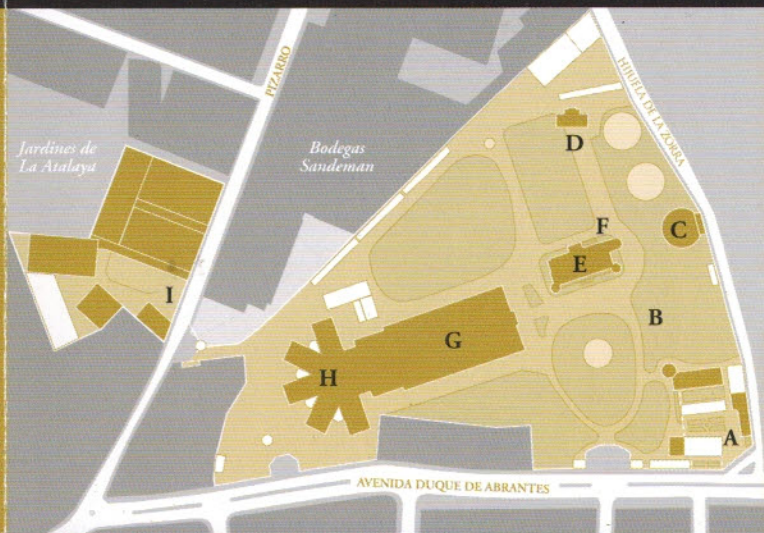 PIZARRO
HIJUELA DE LA ZORRA
Jardines de
La Atalaya
Bodegas
Sandeman
D
F
C
E
I
B
G
H
A
AVENIDA DUQUE DE ABRANTES